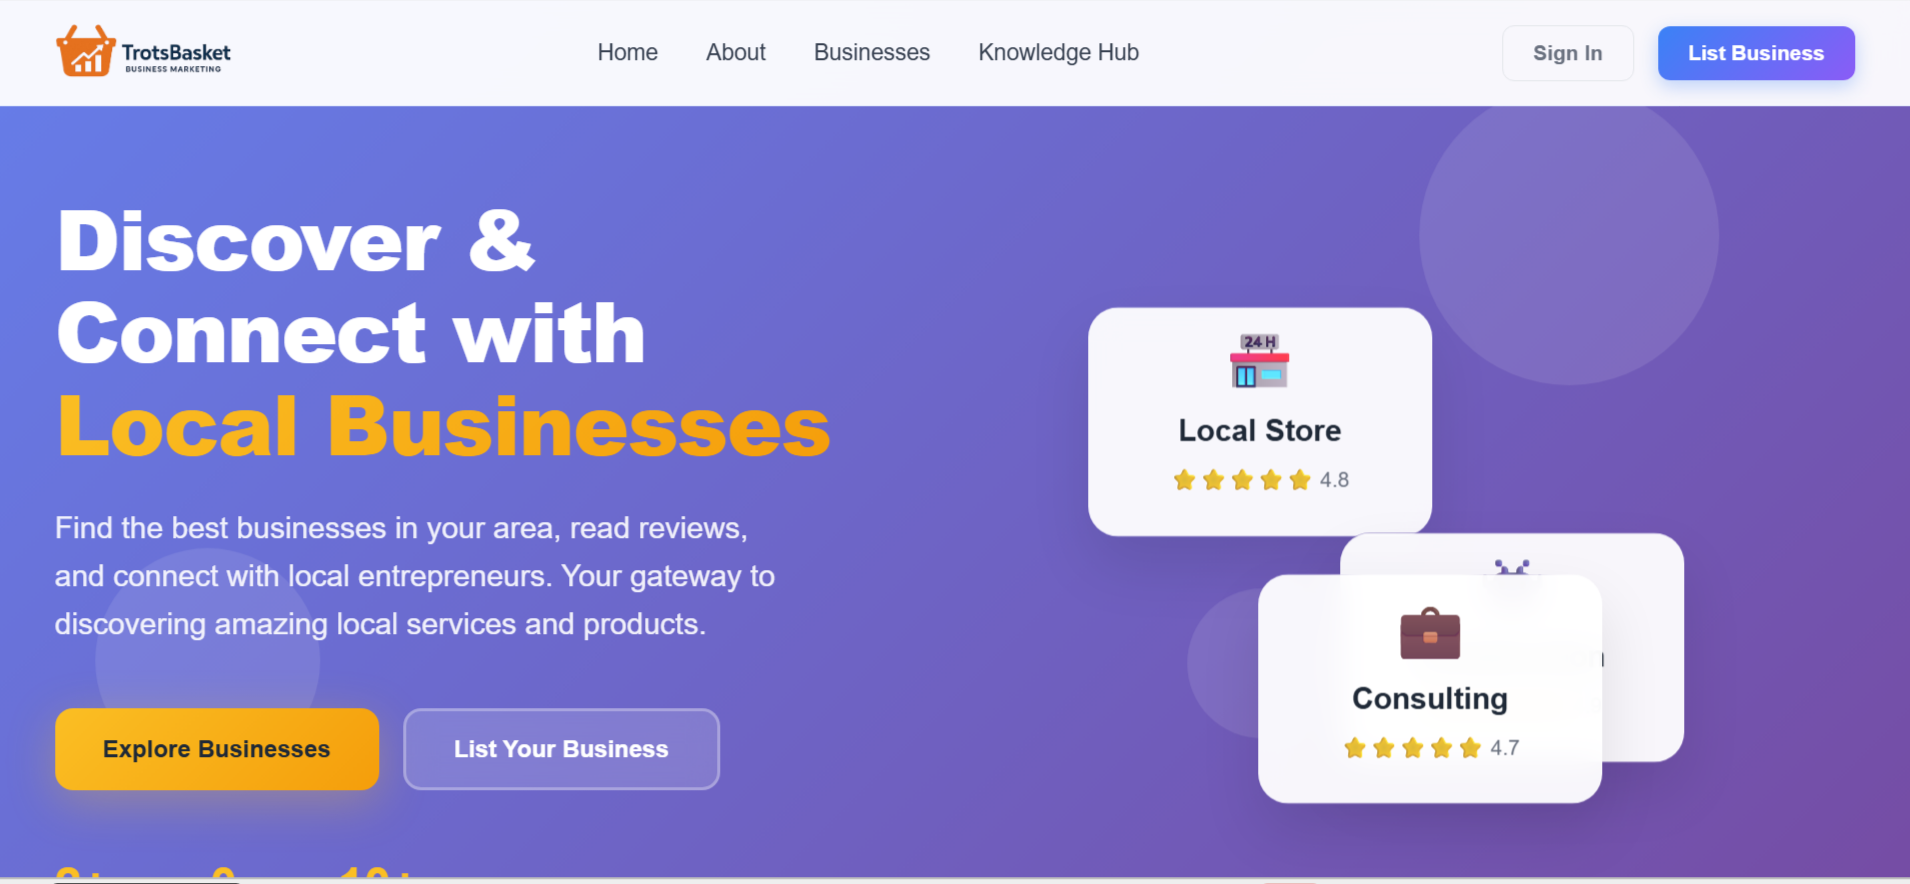 TrotsBasket
BUSINESS MARKETING
Home
About
Businesses
Knowledge Hub
Sign In
List Business
Discover &
Connect with
Local Businesses
Find the best businesses in your area, read reviews,
and connect with local entrepreneurs. Your gateway to
discovering amazing local services and products.
Explore Businesses
List Your Business
24 H
Local Store
4.8
Consulting
4.7